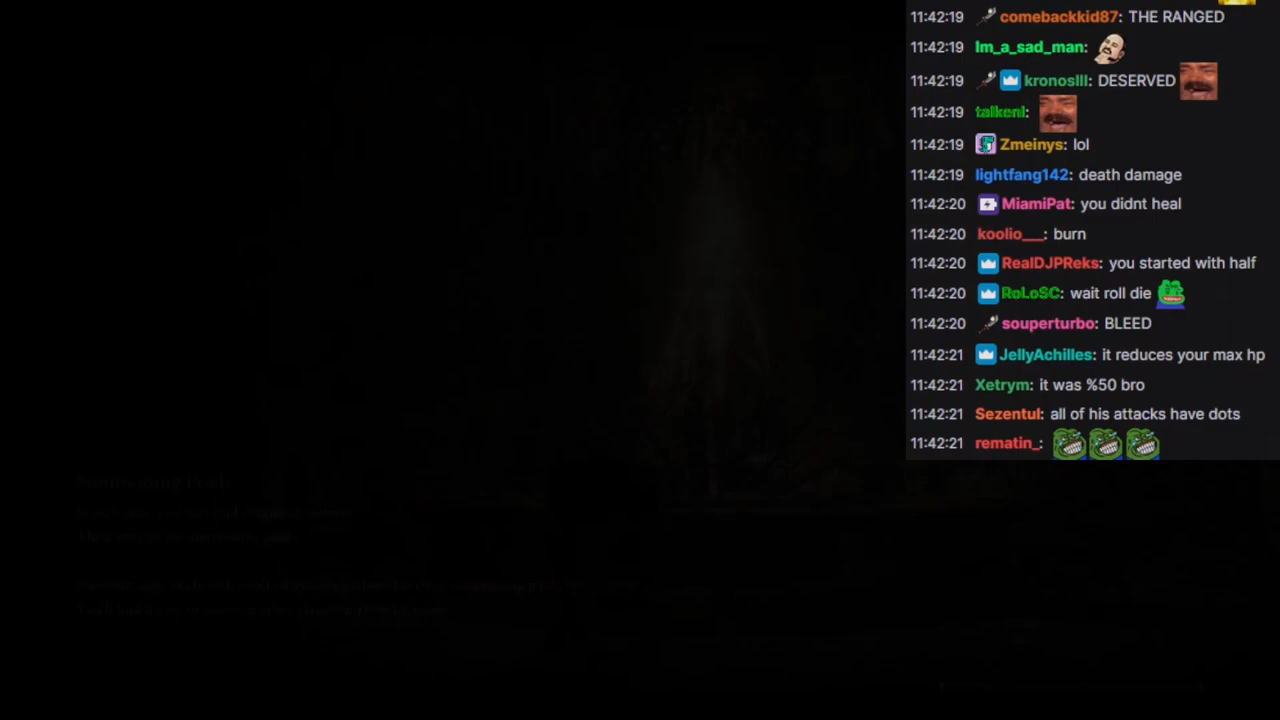 11:42:19 comebackkid87: THE RANGED
11:42:19 Im_a_sad_man:
11:42:19 kronosIII: DESERVED
11:42:19 talkenI:
11:42:19 Zmeinys: lol
11:42:19 lightfang142: death damage
11:42:20 MiamiPat: you didnt heal
11:42:20 koolio___: burn
11:42:20 RealDJPReks: you started with half
11:42:20 RoLoSC: wait roll die
11:42:20 souperturbo: BLEED
11:42:21 JellyAchilles: it reduces your max hp
11:42:21 Xetrym: it was %50 bro
11:42:21 Sezentul: all of his attacks have dots
11:42:21 rematin_:
Summoning Pools